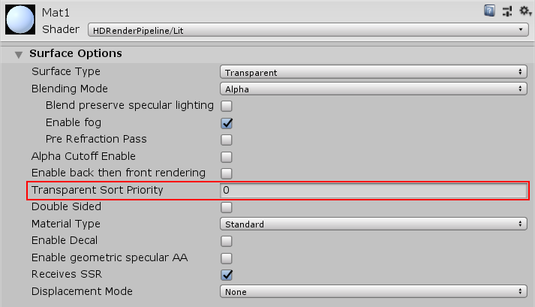 Mat1
Shader HDRenderPipeline/Lit
Surface Options
Surface Type Transparent
Blending Mode Alpha
Blend preserve specular lighting
Enable fog
Pre Refraction Pass
Alpha Cutoff Enable
Enable back then front rendering
Transparent Sort Priority 0
Double Sided
Material Type Standard
Enable Decal
Enable geometric specular AA
Receives SSR
Displacement Mode None